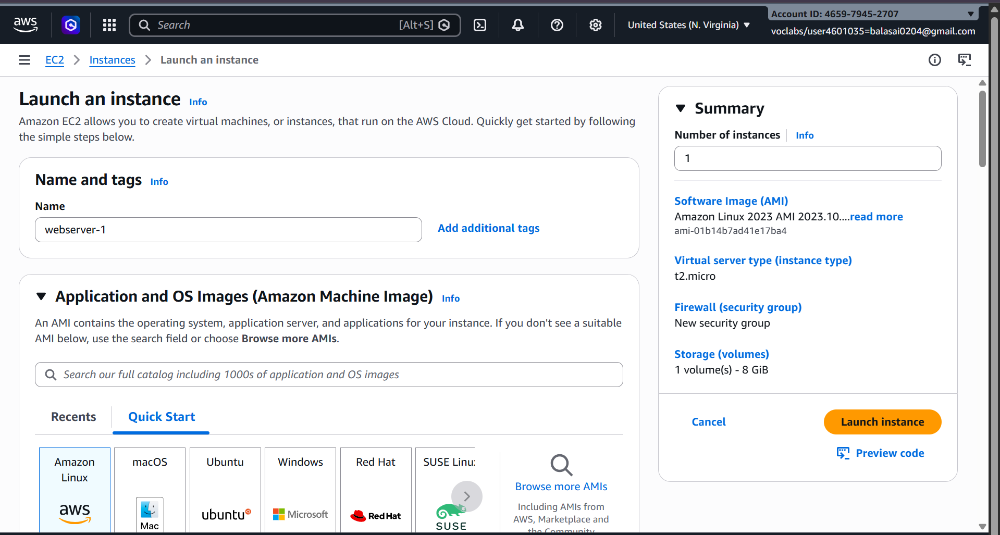 aws
Search
[Alt+S]
United States (N. Virginia)
Account ID: 4659-7945-2707
voclabs/user4601035=balasai0204@gmail.com
EC2
Instances
Launch an instance
Launch an instance
Info
Amazon EC2 allows you to create virtual machines, or instances, that run on the AWS Cloud. Quickly get started by following
the simple steps below.
Name and tags
Info
Name
webserver-1
Add additional tags
Application and OS Images (Amazon Machine Image)
Info
An AMI contains the operating system, application server, and applications for your instance. If you don't see a suitable
AMI below, use the search field or choose Browse more AMIs.
Search our full catalog including 1000s of application and OS images
Recents
Quick Start
Amazon
Linux
aws
macOS
Mac
Ubuntu
ubuntu
Windows
Microsoft
Red Hat
Red Hat
SUSE Linu
SUSE
Browse more AMIs
Including AMIs from
AWS, Marketplace and
the Community
Summary
Number of instances
Info
1
Software Image (AMI)
Amazon Linux 2023 AMI 2023.10....read more
ami-01b14b7ad41e17ba4
Virtual server type (instance type)
t2.micro
Firewall (security group)
New security group
Storage (volumes)
1 volume(s) - 8 GiB
Cancel
Launch instance
Preview code